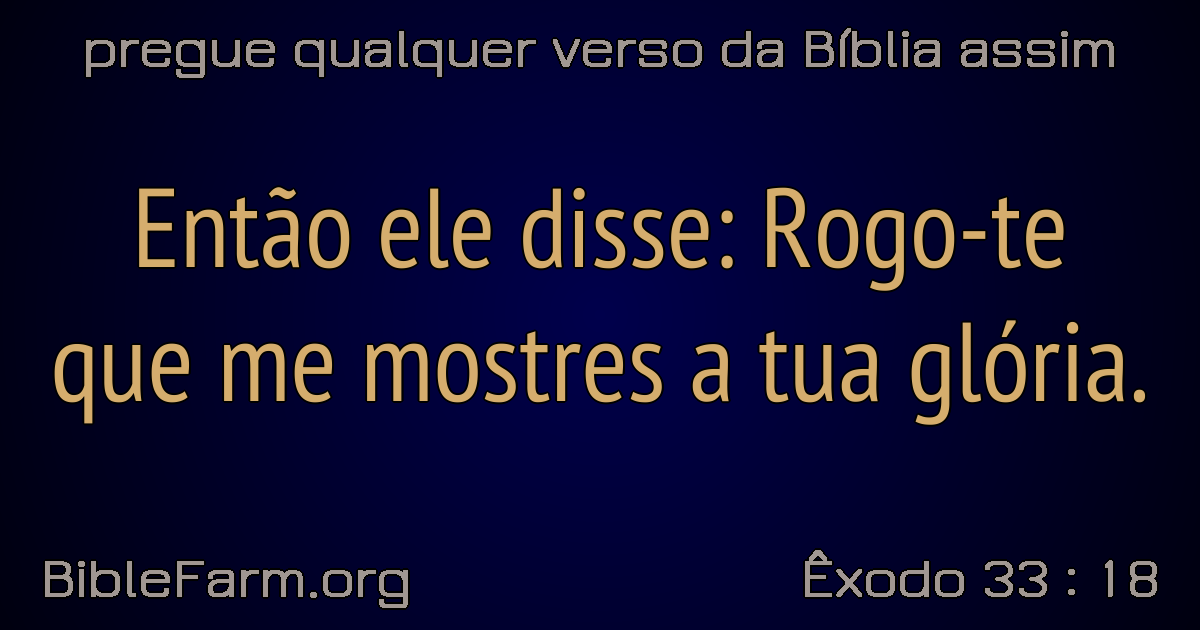 pregue qualquer verso da Bíblia assim
Então ele disse: Rogo-te
que me mostres a tua glória.
BibleFarm.org
Êxodo 33 : 18